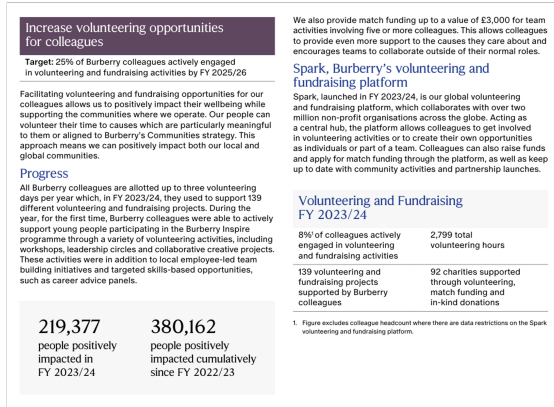 Increase volunteering opportunities
for colleagues
Target: 25% of Burberry colleagues actively engaged
in volunteering and fundraising activities by FY 2025/26
Facilitating volunteering and fundraising opportunities for our
colleagues allows us to positively impact their wellbeing while
supporting the communities where we operate. Our people can
volunteer their time to causes which are particularly meaningful
to them or aligned to Burberry's Communities strategy. This
approach means we can positively impact both our local and
global communities.
Progress
All Burberry colleagues are allotted up to three volunteering
days per year which, in FY 2023/24, they used to support 139
different volunteering and fundraising projects. During the
year, for the first time, Burberry colleagues were able to actively
support young people participating in the Burberry Inspire
programme through a variety of volunteering activities, including
workshops, leadership circles and collaborative creative projects.
These activities were in addition to local employee-led team
building initiatives and targeted skills-based opportunities,
such as career advice panels.
219,377
people positively
impacted in
FY 2023/24
380,162
people positively
impacted cumulatively
since FY 2022/23
We also provide match funding up to a value of £3,000 for team
activities involving five or more colleagues. This allows colleagues
to provide even more support to the causes they care about and
encourages teams to collaborate outside of their normal roles.
Spark, Burberry's volunteering and
fundraising platform
Spark, launched in FY 2023/24, is our global volunteering
and fundraising platform, which collaborates with over two
million non-profit organisations across the globe. Acting as
a central hub, the platform allows colleagues to get involved
in volunteering activities or to create their own opportunities
as individuals or part of a team. Colleagues can also raise funds
and apply for match funding through the platform, as well as keep
up to date with community activities and partnership launches.
Volunteering and Fundraising
FY 2023/24
8%¹ of colleagues actively
engaged in volunteering
and fundraising activities
2,799 total
volunteering hours
139 volunteering and
fundraising projects
supported by Burberry
colleagues
92 charities supported
through volunteering,
match funding and
in-kind donations
1. Figure excludes colleague headcount where there are data restrictions on the Spark
volunteering and fundraising platform.